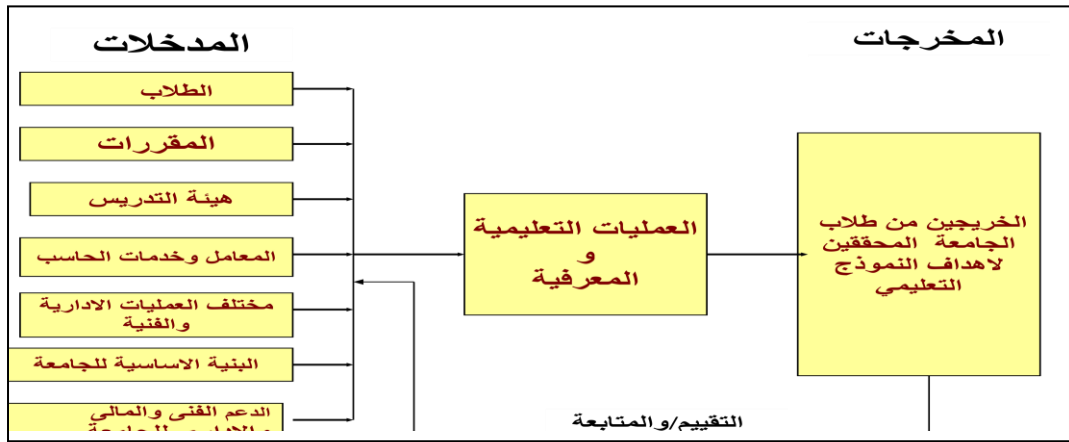 المدخلات
المخرجات
الطلاب
المقررات
هيئة التدريس
المعامل وخدمات الحاسب
مختلف العمليات الادارية
والفنية
البنية الاساسية للجامعة
الدعم الفنى والمالي
العمليات التعليمية
و
المعرفية
الخريجين من طلاب
الجامعة المحققين
لاهداف النموذج
التعليمي
التقييم/والمتابعة